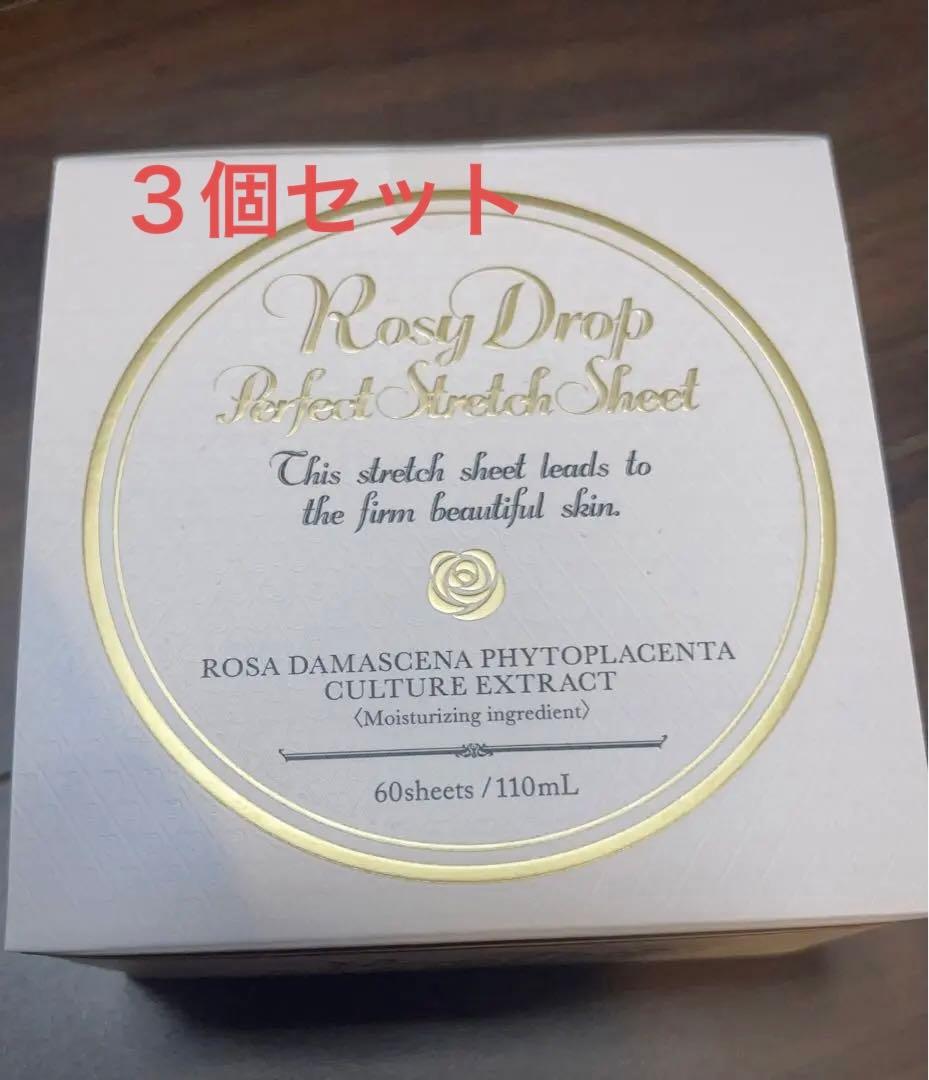 ３個セット
Rosy Drop
Perfect Stretch Sheet
This stretch sheet leads to
the firm beautiful skin.
ROSA DAMASCENA PHYTOPLACENTA
CULTURE EXTRACT
〈Moisturizing ingredient〉
60sheets / 110mL